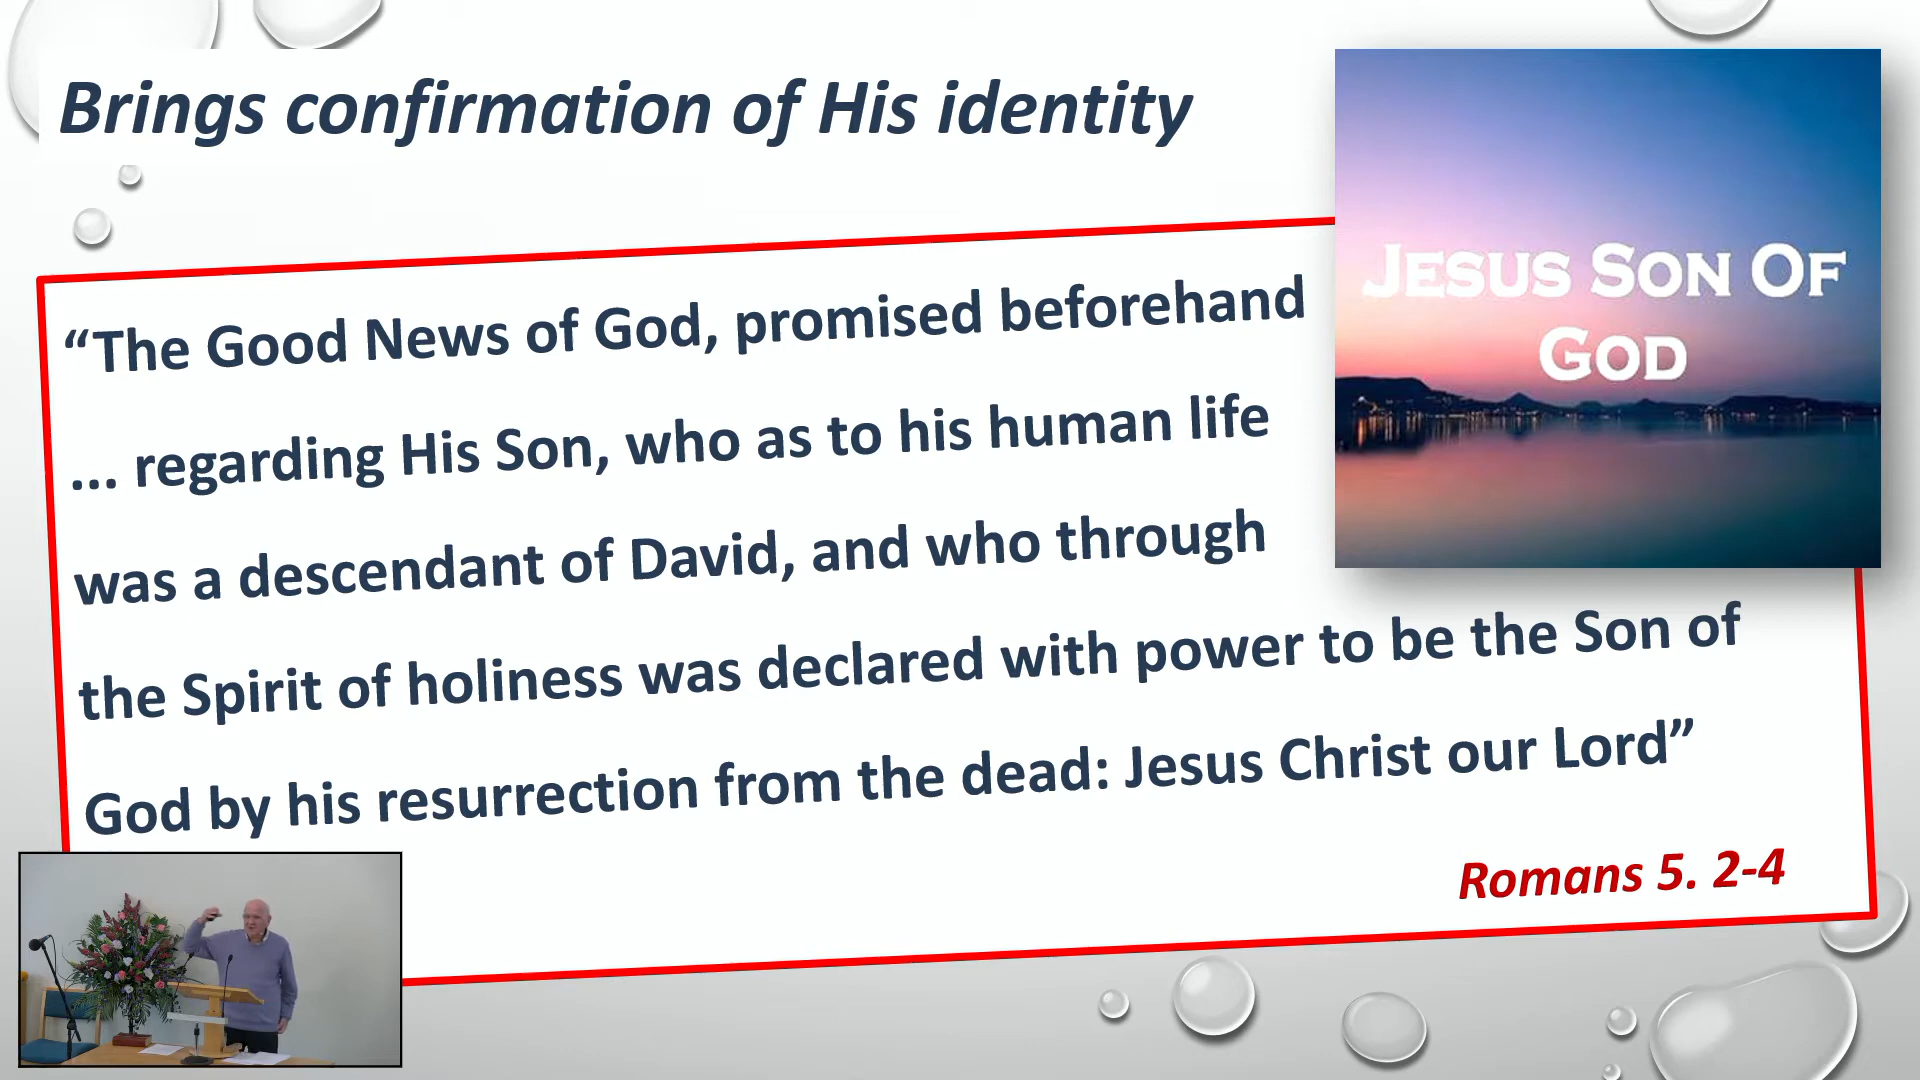 Brings confirmation of His identity
JESUS SON OF
GOD
“The Good News of God, promised beforehand
... regarding His Son, who as to his human life
was a descendant of David, and who through
the Spirit of holiness was declared with power to be the Son of
God by his resurrection from the dead: Jesus Christ our Lord”
Romans 5. 2-4